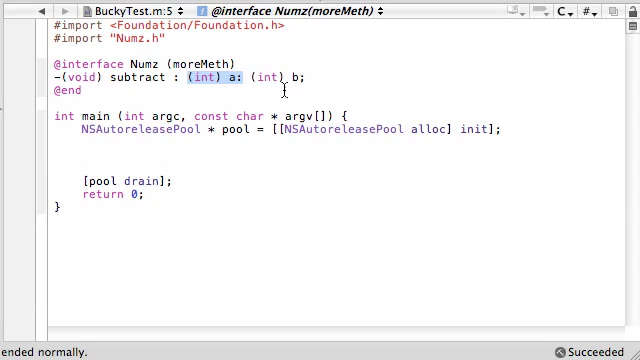 BuckyTest.m:5 @interface Numz(moreMeth) C #
#import <Foundation/Foundation.h>
#import "Numz.h"
@interface Numz (moreMeth)
-(void) subtract : (int) a: (int) b;
@end
int main (int argc, const char * argv[]) {
NSAutoreleasePool * pool = [[NSAutoreleasePool alloc] init];
[pool drain];
return 0;
}
ended normally. Succeeded